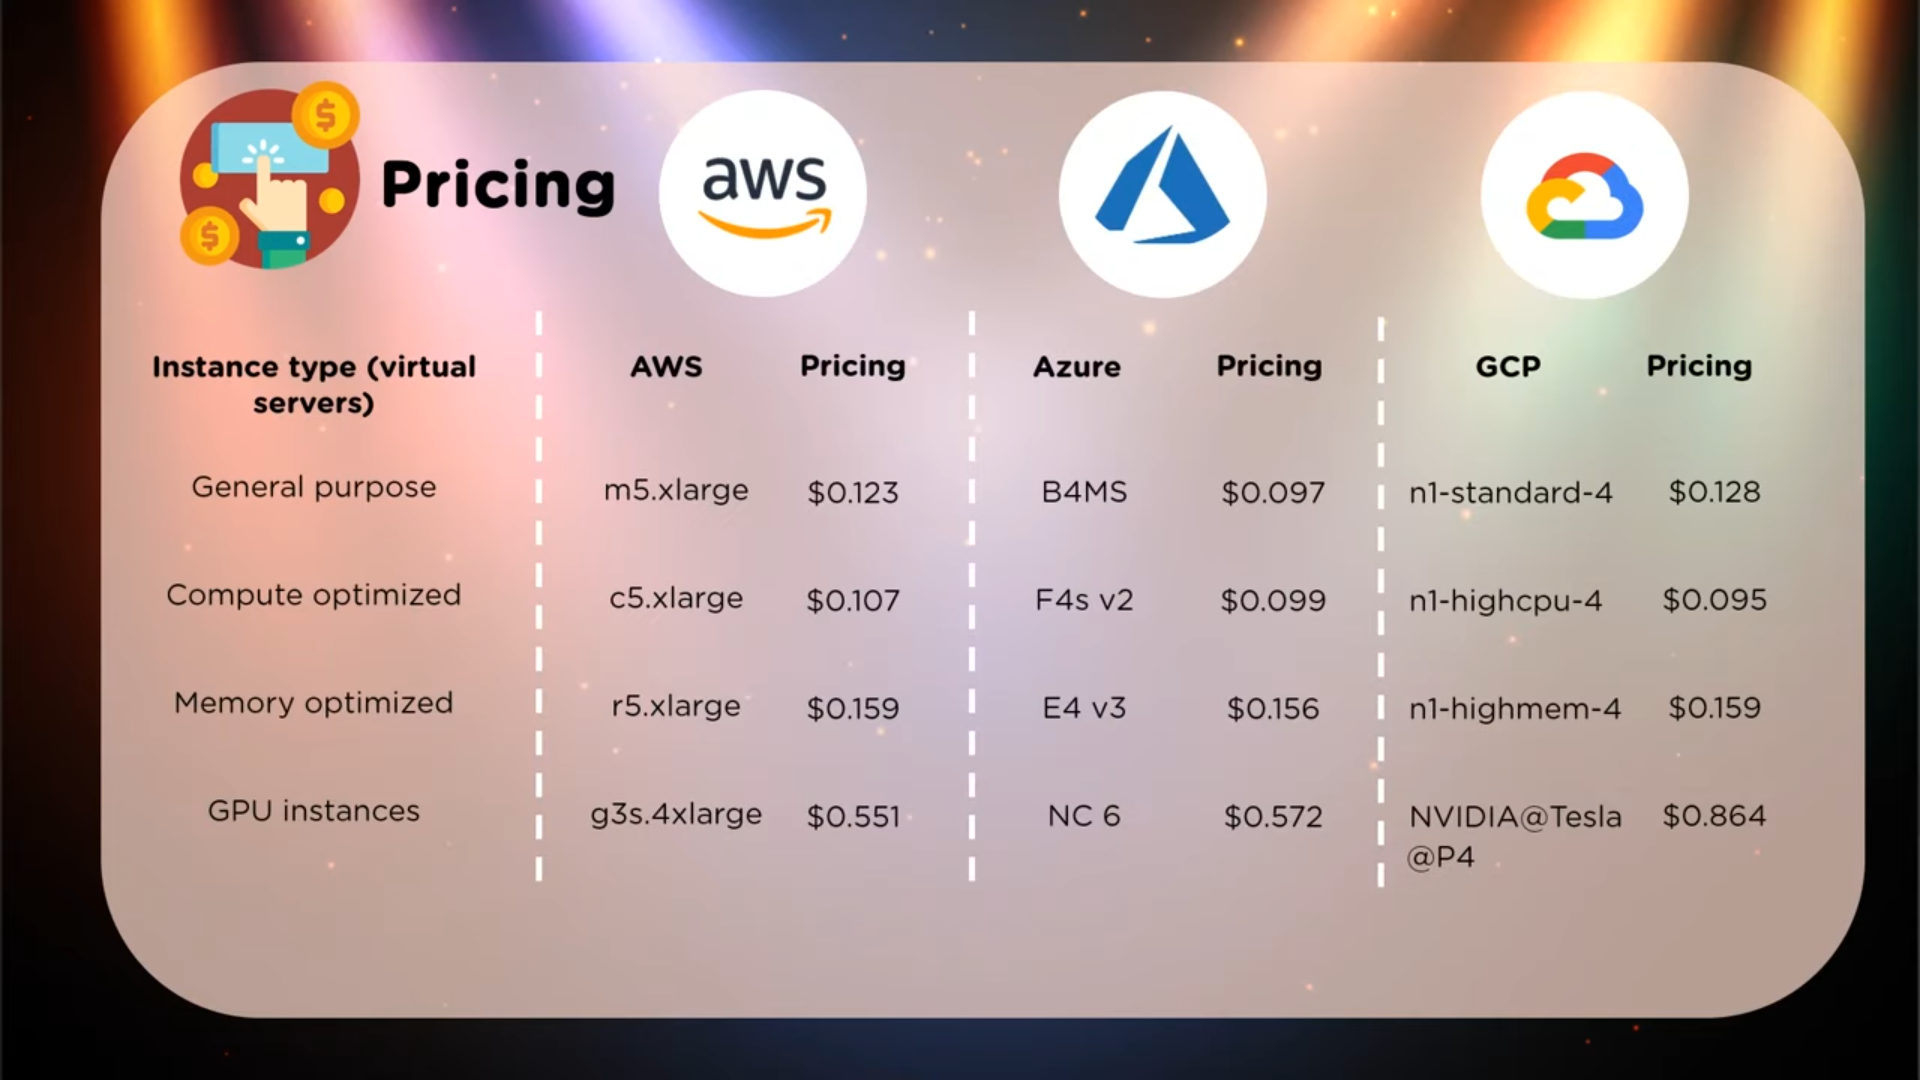 Pricing
aws
Instance type (virtual
servers)
AWS Pricing
Azure Pricing
GCP Pricing
General purpose m5.xlarge $0.123 B4MS $0.097 n1-standard-4 $0.128
Compute optimized c5.xlarge $0.107 F4s v2 $0.099 n1-highcpu-4 $0.095
Memory optimized r5.xlarge $0.159 E4 v3 $0.156 n1-highmem-4 $0.159
GPU instances g3s.4xlarge $0.551 NC 6 $0.572 NVIDIA@Tesla $0.864
@P4